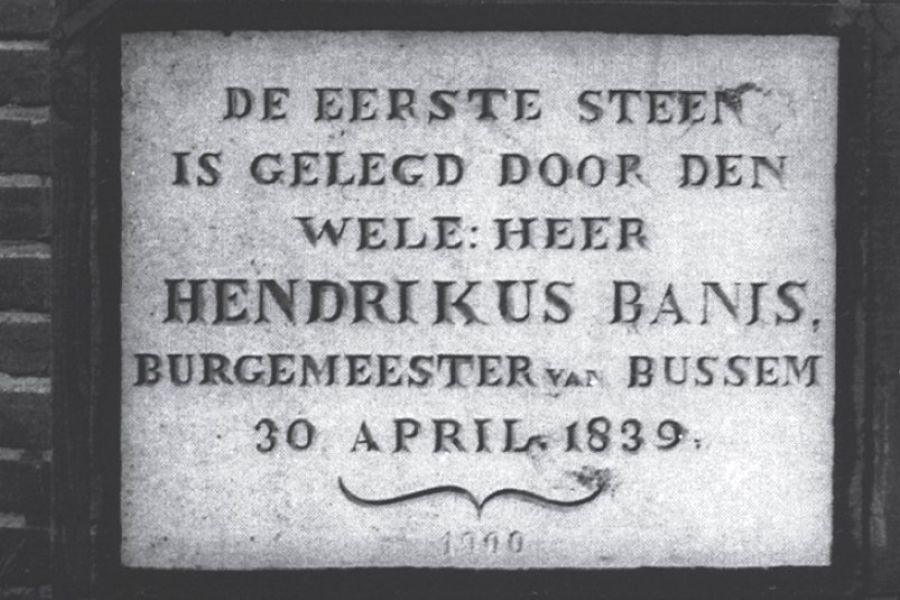 DE EERSTE STEEN
IS GELEGD DOOR DEN
WELE: HEER
HENDRIKUS BANIS,
BURGEMEESTER VAN BUSSEM
30 APRIL. 1839.